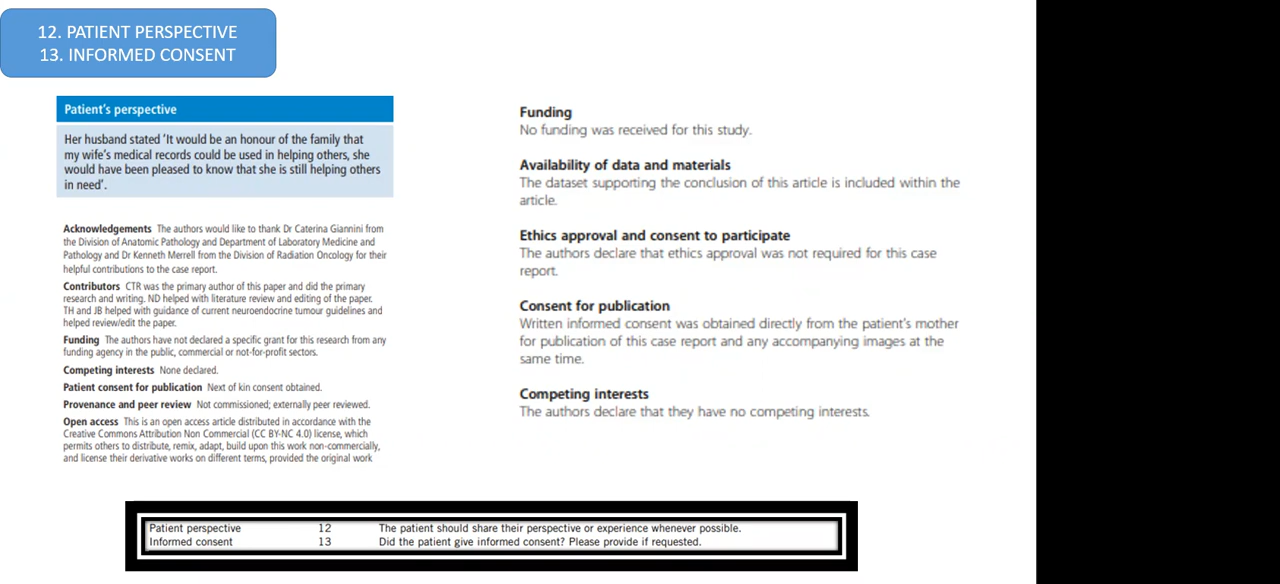 12. PATIENT PERSPECTIVE
13. INFORMED CONSENT
Patient's perspective
Her husband stated 'It would be an honour of the family that
my wife's medical records could be used in helping others, she
would have been pleased to know that she is still helping others
in need'.
Acknowledgements The authors would like to thank Dr Caterina Giannini from
the Division of Anatomic Pathology and Department of Laboratory Medicine and
Pathology and Dr Kenneth Merrell from the Division of Radiation Oncology for their
helpful contributions to the case report.
Contributors CTR was the primary author of this paper and did the primary
research and writing. ND helped with literature review and editing of the paper.
TH and JB helped with guidance of current neuroendocrine tumour guidelines and
helped review/edit the paper.
Funding The authors have not declared a specific grant for this research from any
funding agency in the public, commercial or not-for-profit sectors.
Competing interests None declared.
Patient consent for publication Next of kin consent obtained.
Provenance and peer review Not commissioned; externally peer reviewed.
Open access This is an open access article distributed in accordance with the
Creative Commons Attribution Non Commercial (CC BY-NC 4.0) license, which
permits others to distribute, remix, adapt, build upon this work non-commercially,
and license their derivative works on different terms, provided the original work
Funding
No funding was received for this study.
Availability of data and materials
The dataset supporting the conclusion of this article is included within the
article.
Ethics approval and consent to participate
The authors declare that ethics approval was not required for this case
report.
Consent for publication
Written informed consent was obtained directly from the patient's mother
for publication of this case report and any accompanying images at the
same time.
Competing interests
The authors declare that they have no competing interests.
Patient perspective 12 The patient should share their perspective or experience whenever possible.
Informed consent 13 Did the patient give informed consent? Please provide if requested.